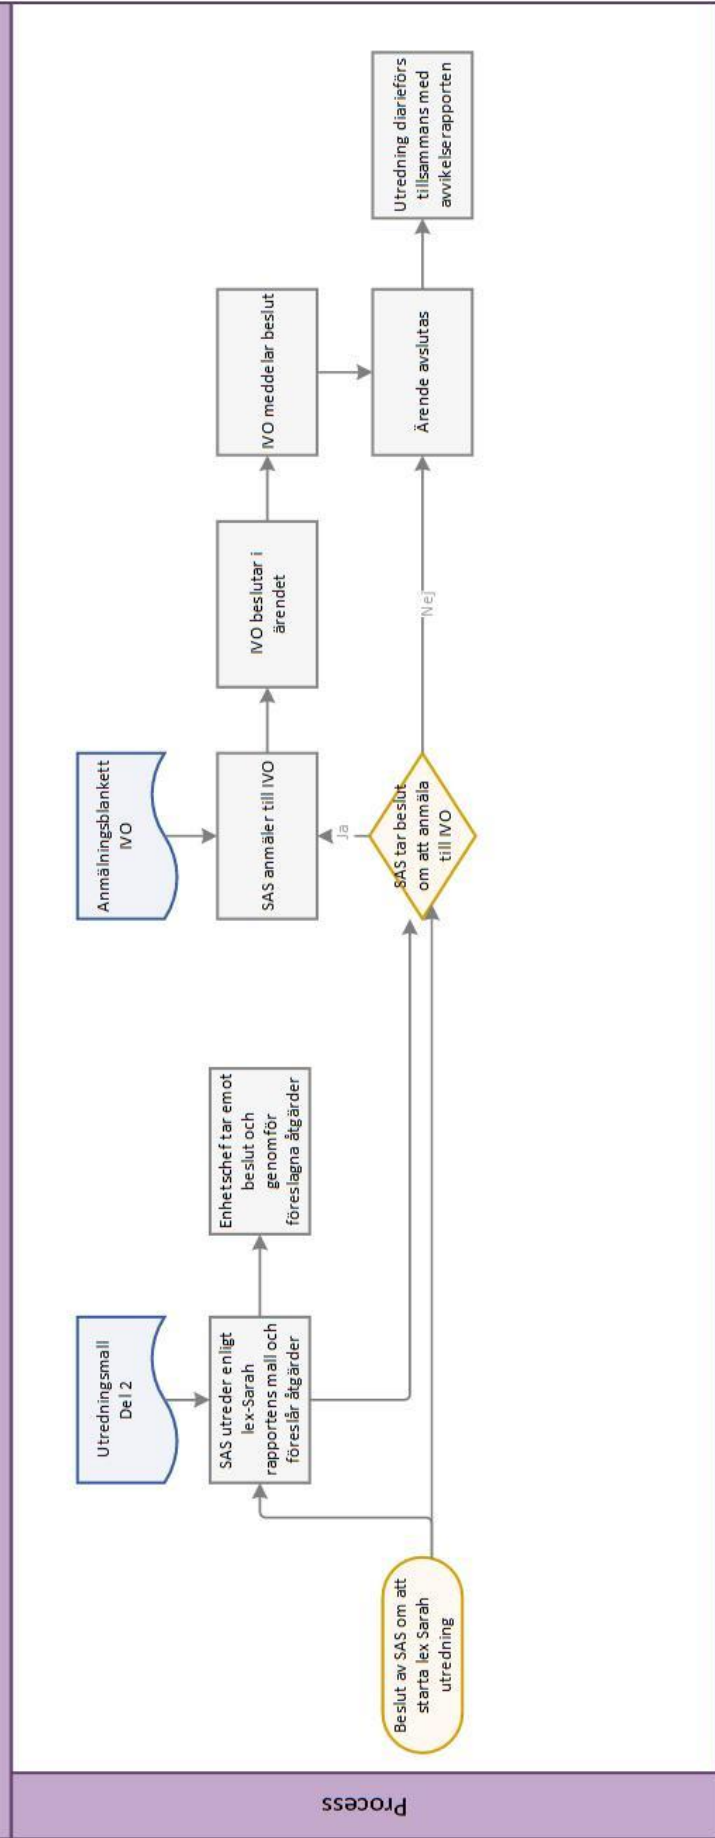 Process
Beslut av SAS om att
starta lex Sarah
utredning
Utredningsmall
Del 2
SAS utreder enligt
lex-Sarah
rapportens mall och
föreslår åtgärder
Enhetschef tar emot
beslut och
genomför
föreslagna åtgärder
Anmälningsblankett
IVO
SAS anmäler till IVO
Ja
SAS tar beslut
om att anmäla
till IVO
Nej
IVO beslutar i
ärendet
IVO meddelar beslut
Ärende avslutas
Utredning diarieförs
tillsammans med
avvikelserapporten